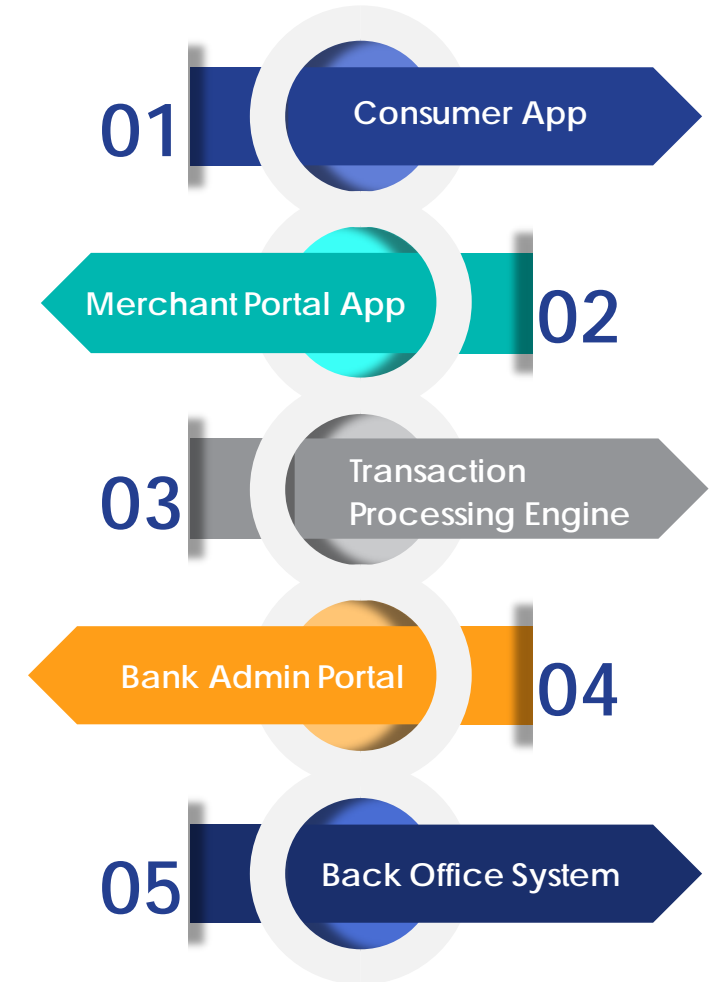 01
Consumer App
Merchant Portal App
02
03
Transaction
Processing Engine
Bank Admin Portal
04
05
Back Office System